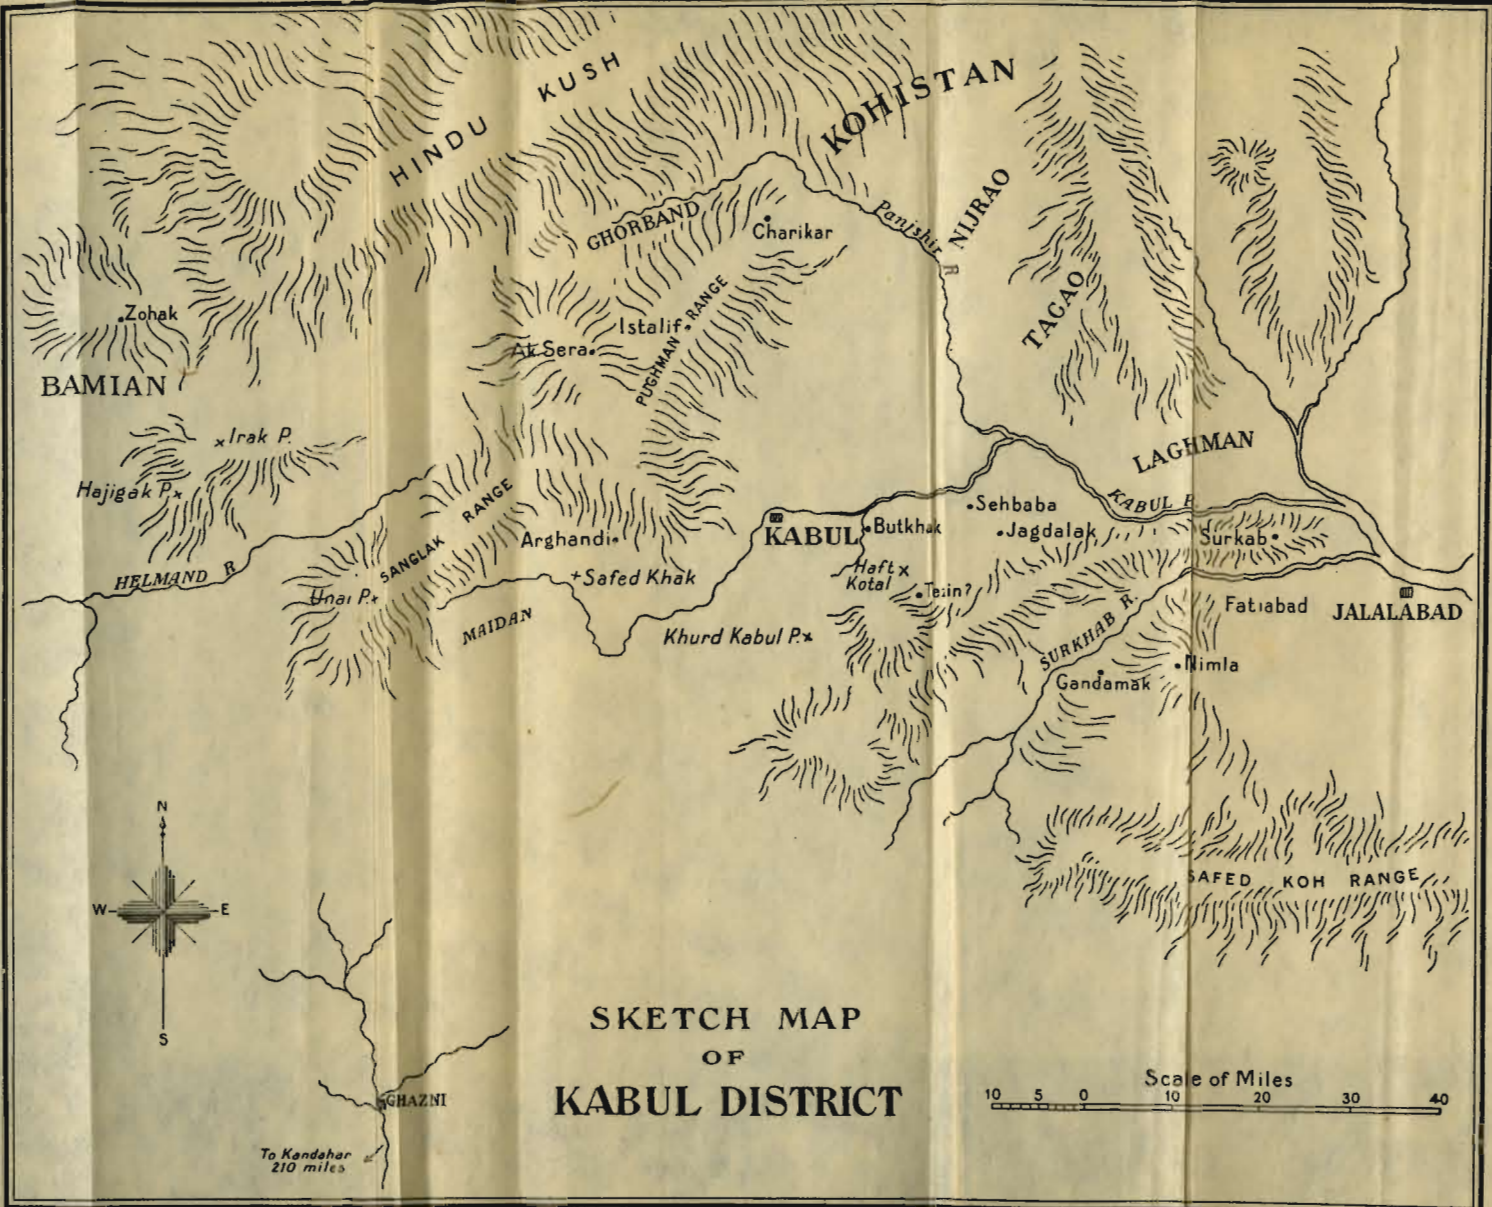 HINDU KUSH
KOHISTAN
GHORBAND
Charikar
Panjshir R
NIJRAO
TAGAO
Zohak
BAMIAN
Istalif
Ak Sera
PUGHMAN RANGE
Irak P.
Hajigak P.
LAGHMAN
SANGLAK RANGE
Arghandi
KABUL
Butkhak
Sehbaba
Jagdalak
KABUL R
Surkab
HELMAND R
Unai P.
Safed Khak
MAIDAN
Haft
Kotal
Tezin?
Khurd Kabul P.
SURKHAB R.
Fatiabad
JALALABAD
Nimla
Gandamak
SAFED KOH RANGE
N
W E
S
SKETCH MAP
OF
KABUL DISTRICT
Scale of Miles
10 5 0 10 20 30 40
GHAZNI
To Kandahar
210 miles